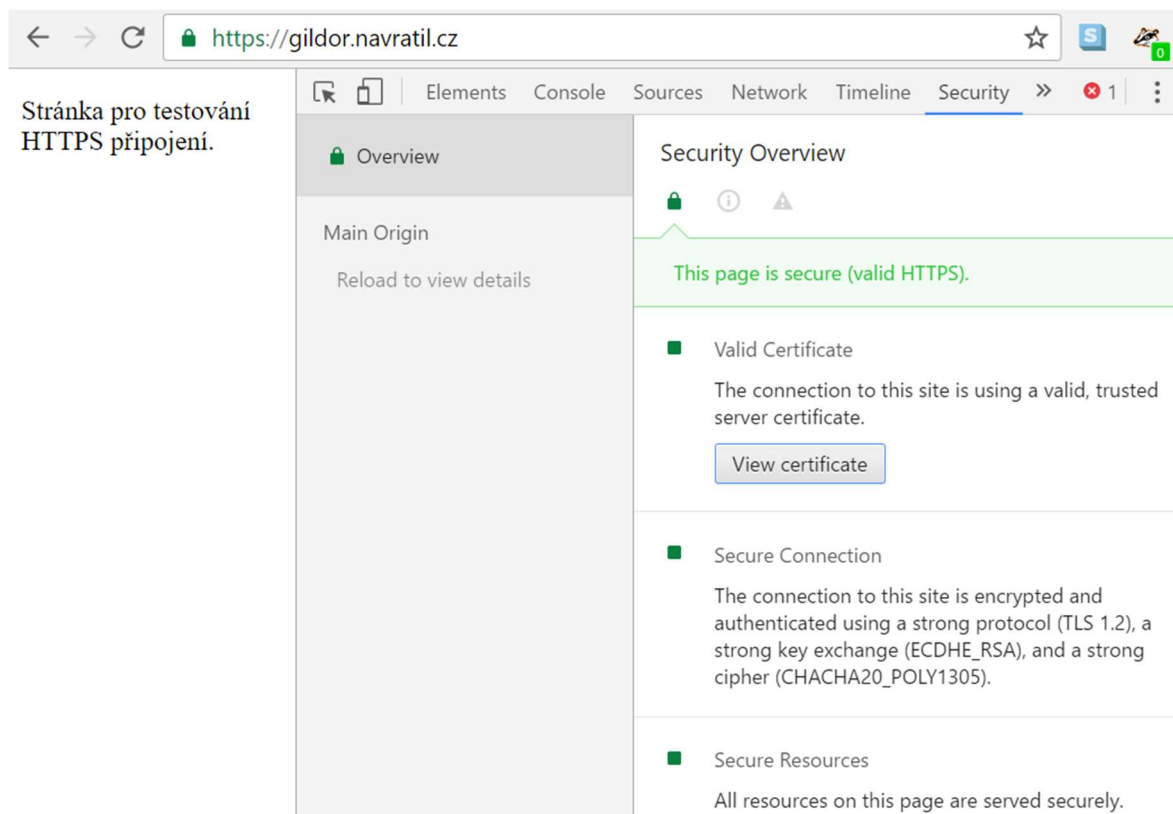 https://gildor.navratil.cz
S
0
Stránka pro testování
HTTPS připojení.
Elements Console Sources Network Timeline Security » 1
Overview
Main Origin
Reload to view details
Security Overview
This page is secure (valid HTTPS).
Valid Certificate
The connection to this site is using a valid, trusted
server certificate.
View certificate
Secure Connection
The connection to this site is encrypted and
authenticated using a strong protocol (TLS 1.2), a
strong key exchange (ECDHE_RSA), and a strong
cipher (CHACHA20_POLY1305).
Secure Resources
All resources on this page are served securely.